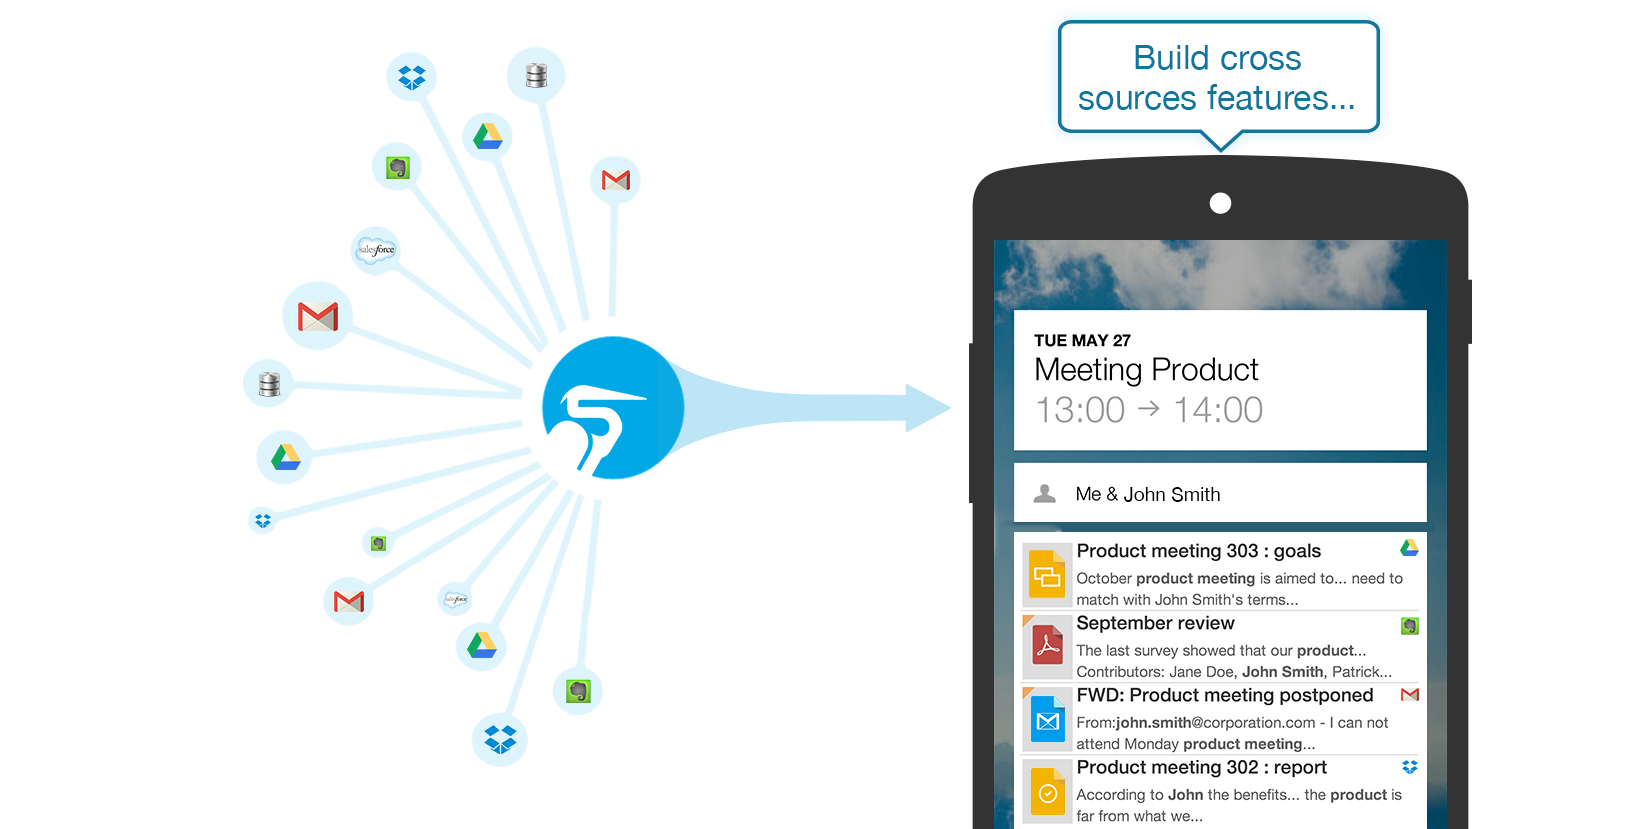 Build cross
sources features...
salesforce
salesforce
TUE MAY 27
Meeting Product
13:00 → 14:00
Me & John Smith
Product meeting 303 : goals
October product meeting is aimed to... need to
match with John Smith's terms...
September review
The last survey showed that our product...
Contributors: Jane Doe, John Smith, Patrick...
FWD: Product meeting postponed
From:john.smith@corporation.com - I can not
attend Monday product meeting...
Product meeting 302 : report
According to John the benefits... the product is
far from what we...